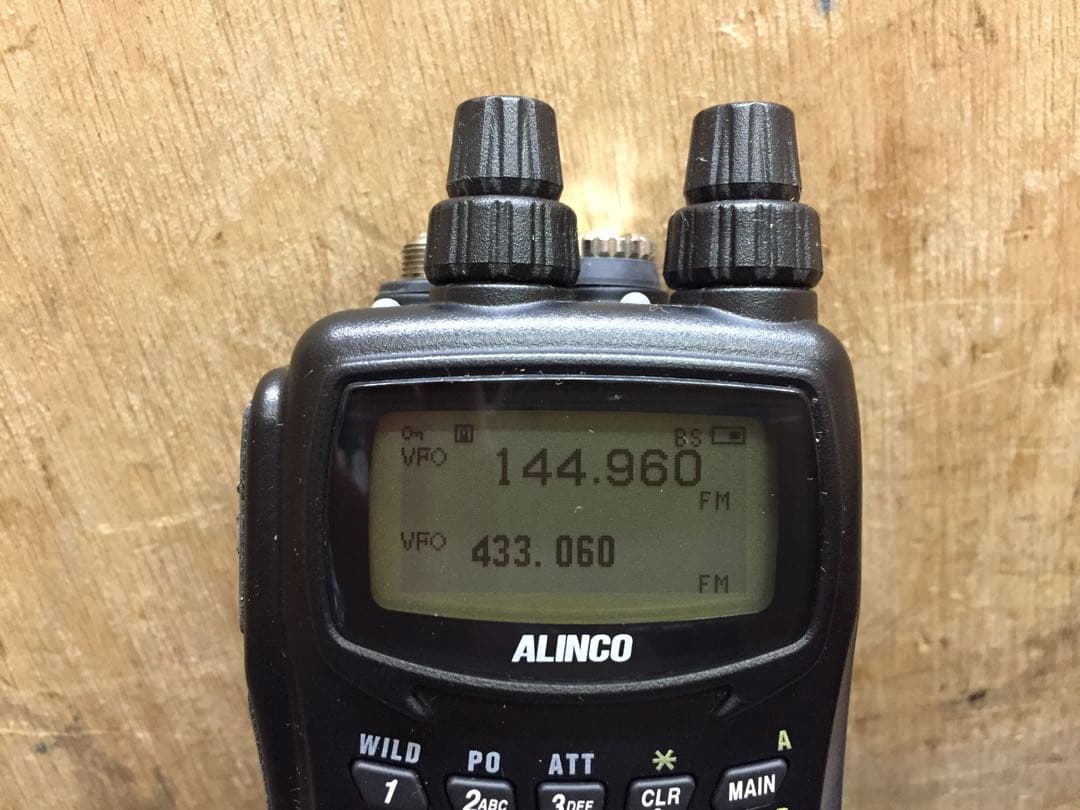 M BS
VFO 144.960
FM
VFO 433.060
FM
ALINCO
WILD PO ATT * A
1 2ABC 3DEF CLR MAIN